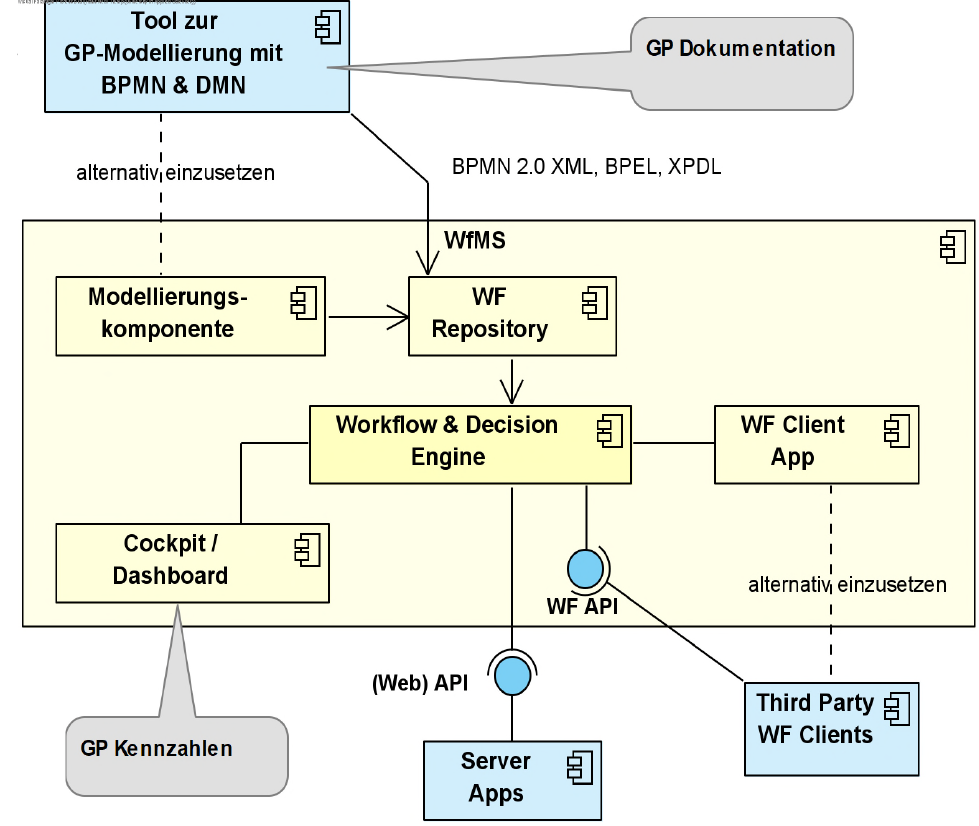 Tool zur
GP-Modellierung mit
BPMN & DMN
GP Dokumentation
alternativ einzusetzen
BPMN 2.0 XML, BPEL, XPDL
WfMS
Modellierungs-
komponente
WF
Repository
Workflow & Decision
Engine
WF Client
App
Cockpit /
Dashboard
WF API
alternativ einzusetzen
(Web) API
Third Party
WF Clients
GP Kennzahlen
Server
Apps